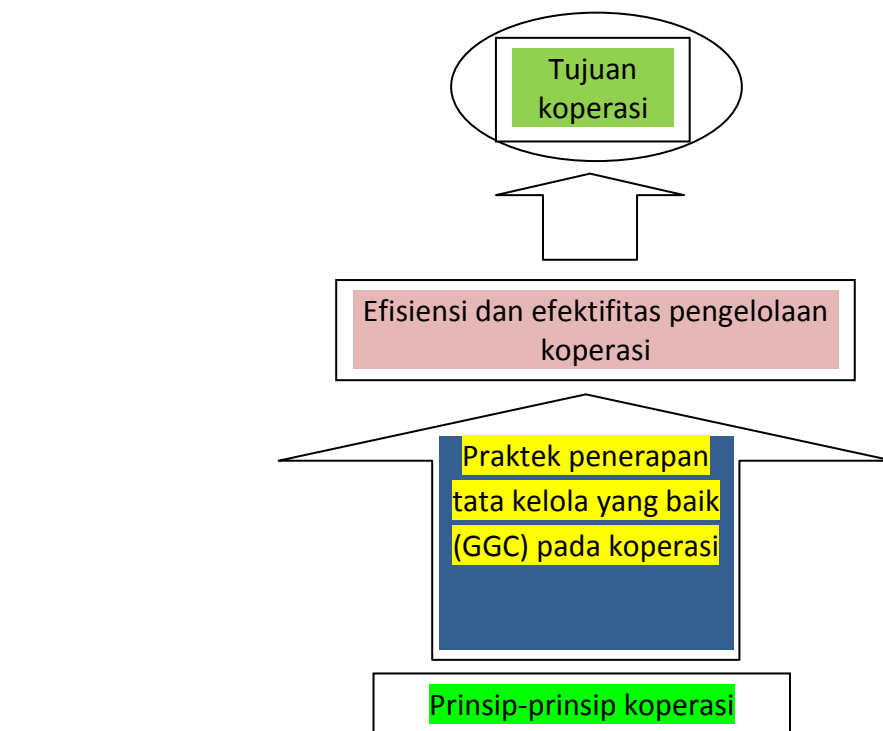 Tujuan
koperasi
Efisiensi dan efektifitas pengelolaan
koperasi
Praktek penerapan
tata kelola yang baik
(GGC) pada koperasi
Prinsip-prinsip koperasi